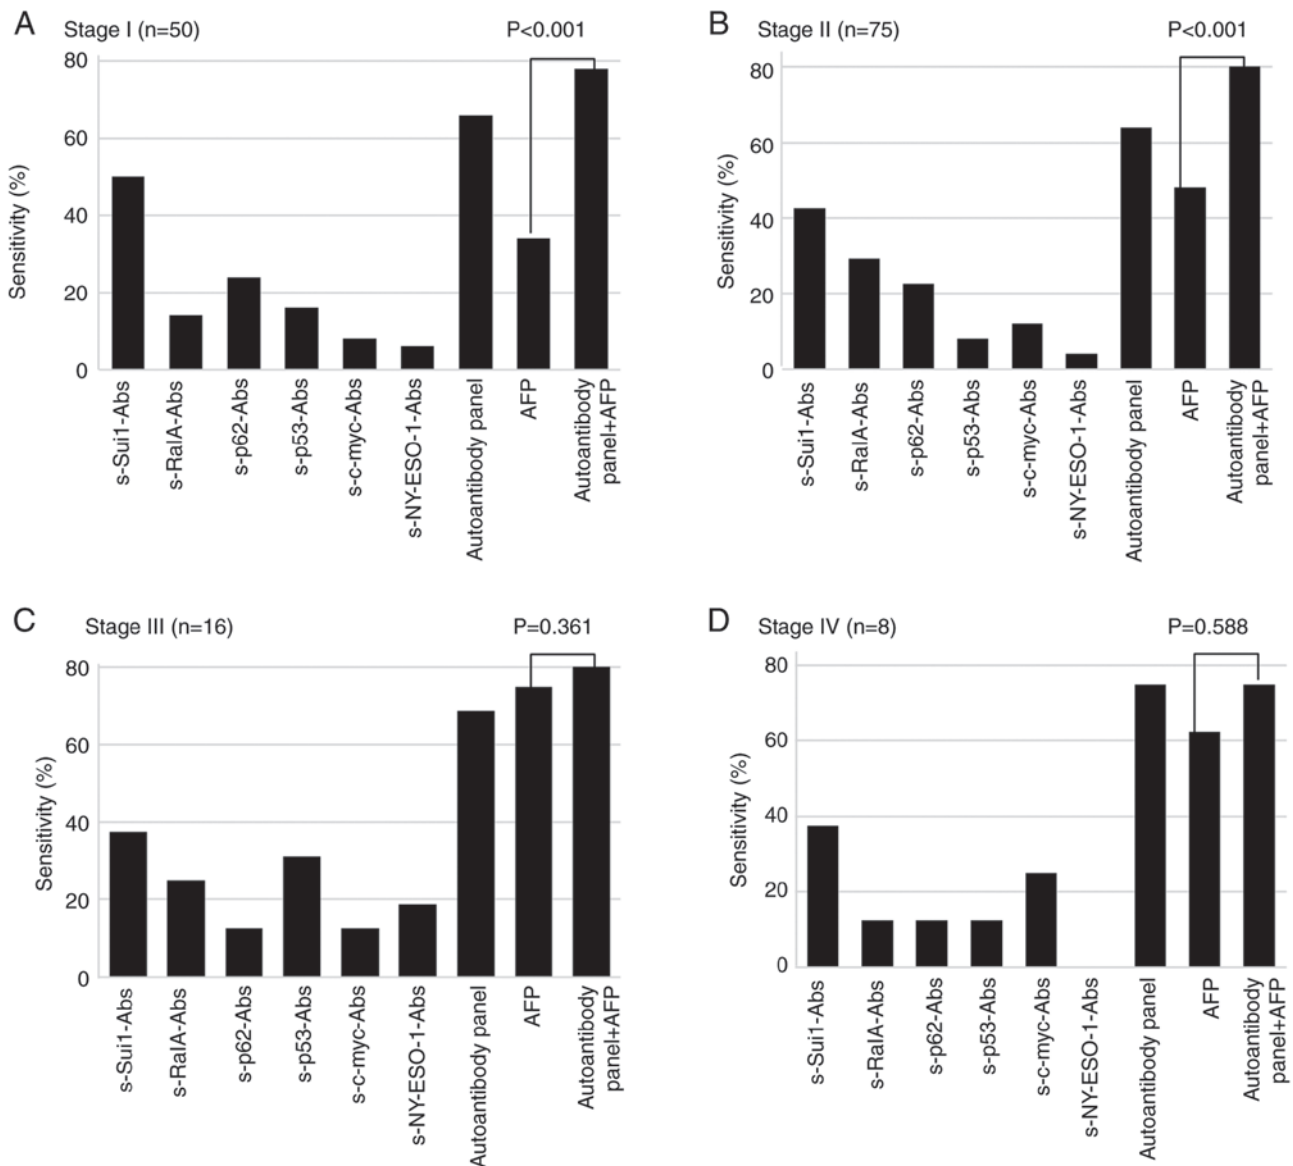 A
Stage I (n=50)
P<0.001
Sensitivity (%)
80
60
40
20
0
s-Sui1-Abs
s-RalA-Abs
s-p62-Abs
s-p53-Abs
s-c-myc-Abs
s-NY-ESO-1-Abs
Autoantibody panel
AFP
Autoantibody
panel+AFP
B
Stage II (n=75)
P<0.001
Sensitivity (%)
80
60
40
20
0
s-Sui1-Abs
s-RalA-Abs
s-p62-Abs
s-p53-Abs
s-c-myc-Abs
s-NY-ESO-1-Abs
Autoantibody panel
AFP
Autoantibody
panel+AFP
C
Stage III (n=16)
P=0.361
Sensitivity (%)
80
60
40
20
0
s-Sui1-Abs
s-RalA-Abs
s-p62-Abs
s-p53-Abs
s-c-myc-Abs
s-NY-ESO-1-Abs
Autoantibody panel
AFP
Autoantibody
panel+AFP
D
Stage IV (n=8)
P=0.588
Sensitivity (%)
80
60
40
20
0
s-Sui1-Abs
s-RalA-Abs
s-p62-Abs
s-p53-Abs
s-c-myc-Abs
s-NY-ESO-1-Abs
Autoantibody panel
AFP
Autoantibody
panel+AFP